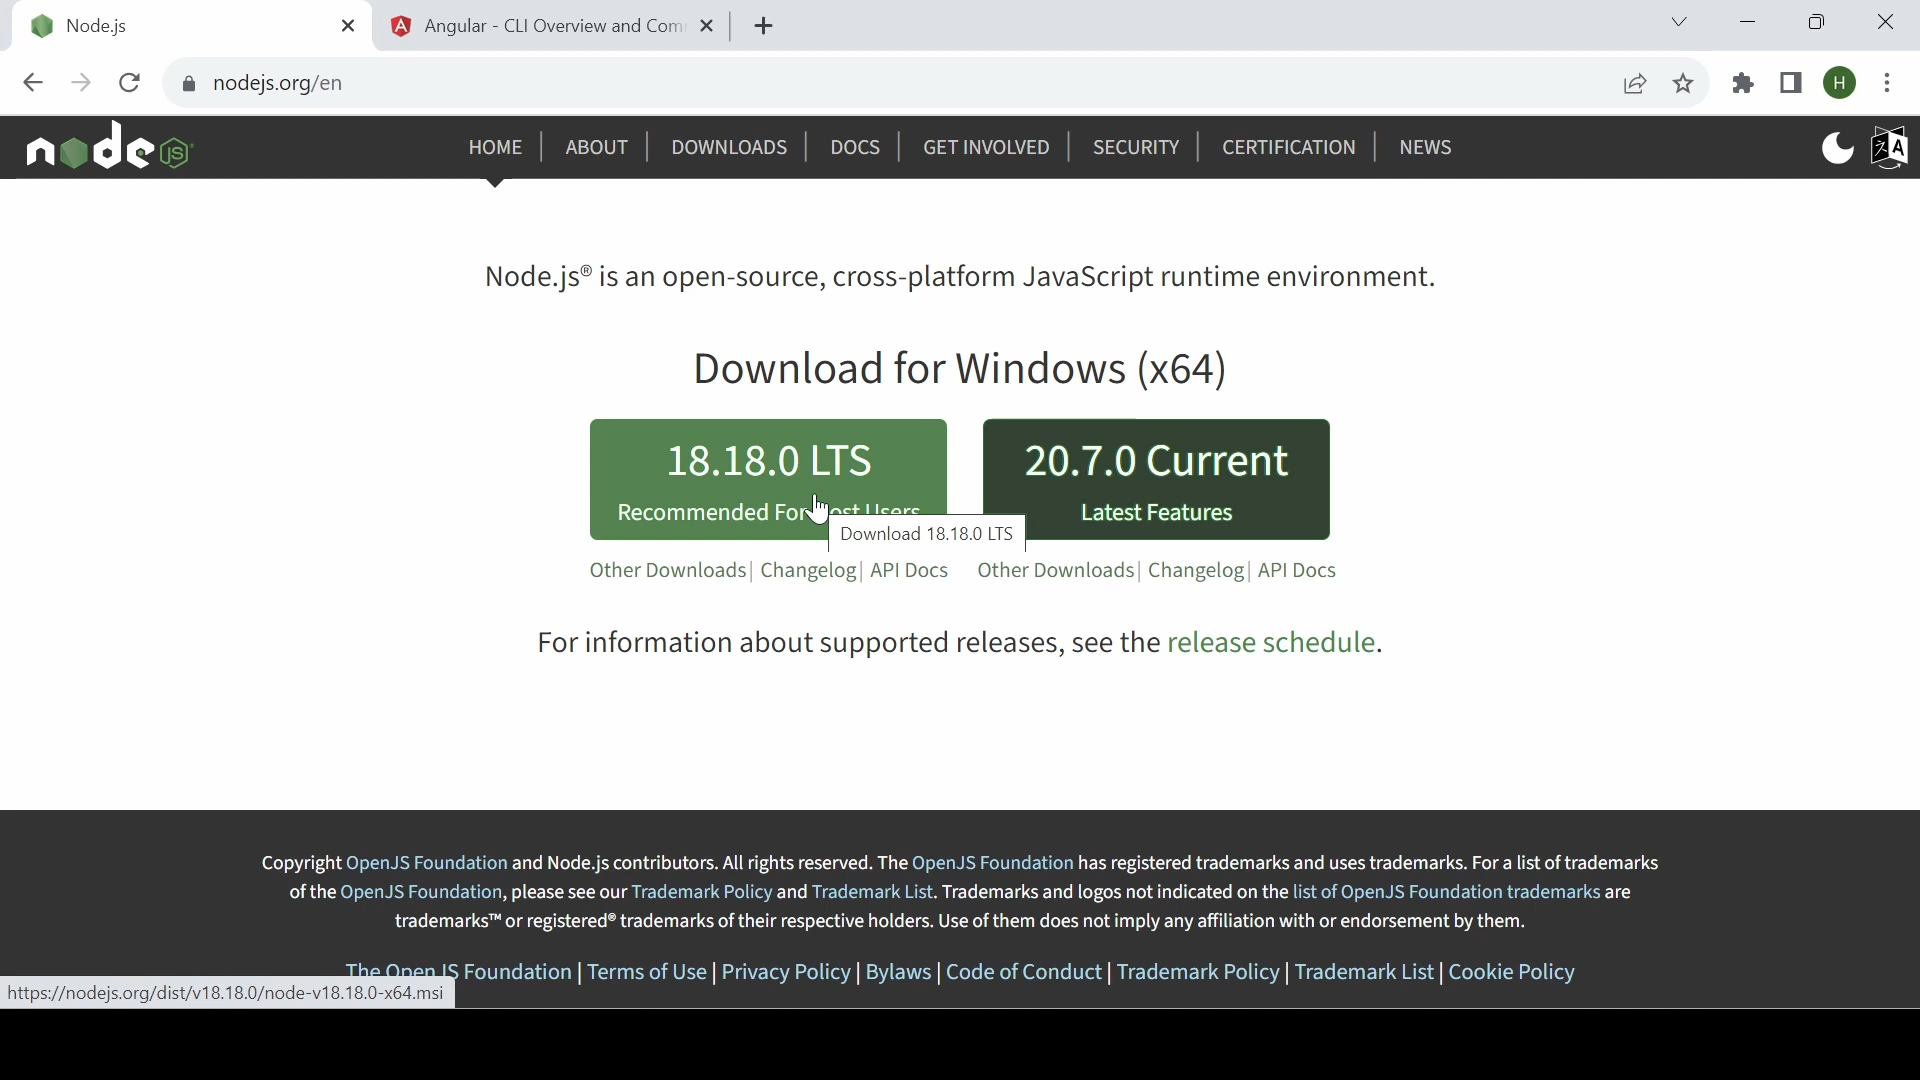 Node.js
Angular - CLI Overview and Com
nodejs.org/en
H
node JS
HOME | ABOUT | DOWNLOADS | DOCS | GET INVOLVED | SECURITY | CERTIFICATION | NEWS
Node.js® is an open-source, cross-platform JavaScript runtime environment.
Download for Windows (x64)
18.18.0 LTS
Recommended For Most Users
Download 18.18.0 LTS
20.7.0 Current
Latest Features
Other Downloads | Changelog | API Docs
Other Downloads | Changelog | API Docs
For information about supported releases, see the release schedule.
Copyright OpenJS Foundation and Node.js contributors. All rights reserved. The OpenJS Foundation has registered trademarks and uses trademarks. For a list of trademarks
of the OpenJS Foundation, please see our Trademark Policy and Trademark List. Trademarks and logos not indicated on the list of OpenJS Foundation trademarks are
trademarks™ or registered® trademarks of their respective holders. Use of them does not imply any affiliation with or endorsement by them.
The OpenJS Foundation | Terms of Use | Privacy Policy | Bylaws | Code of Conduct | Trademark Policy | Trademark List | Cookie Policy
https://nodejs.org/dist/v18.18.0/node-v18.18.0-x64.msi